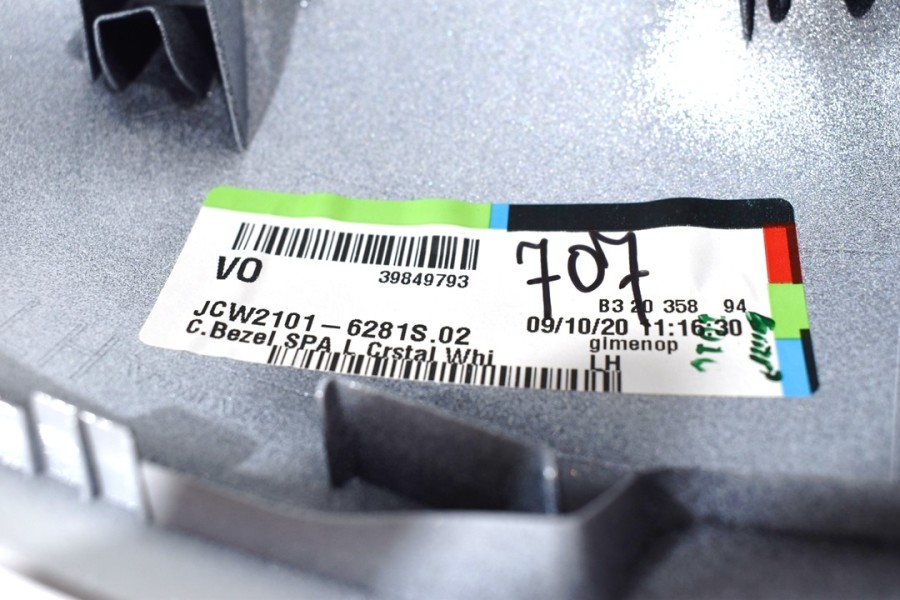 VO
39849793
707
B3 20 358 94
JCW2101-6281S.02
09/10/20 11:16:30
C.Bezel SPA L Crstal Whi
glmenop
LH